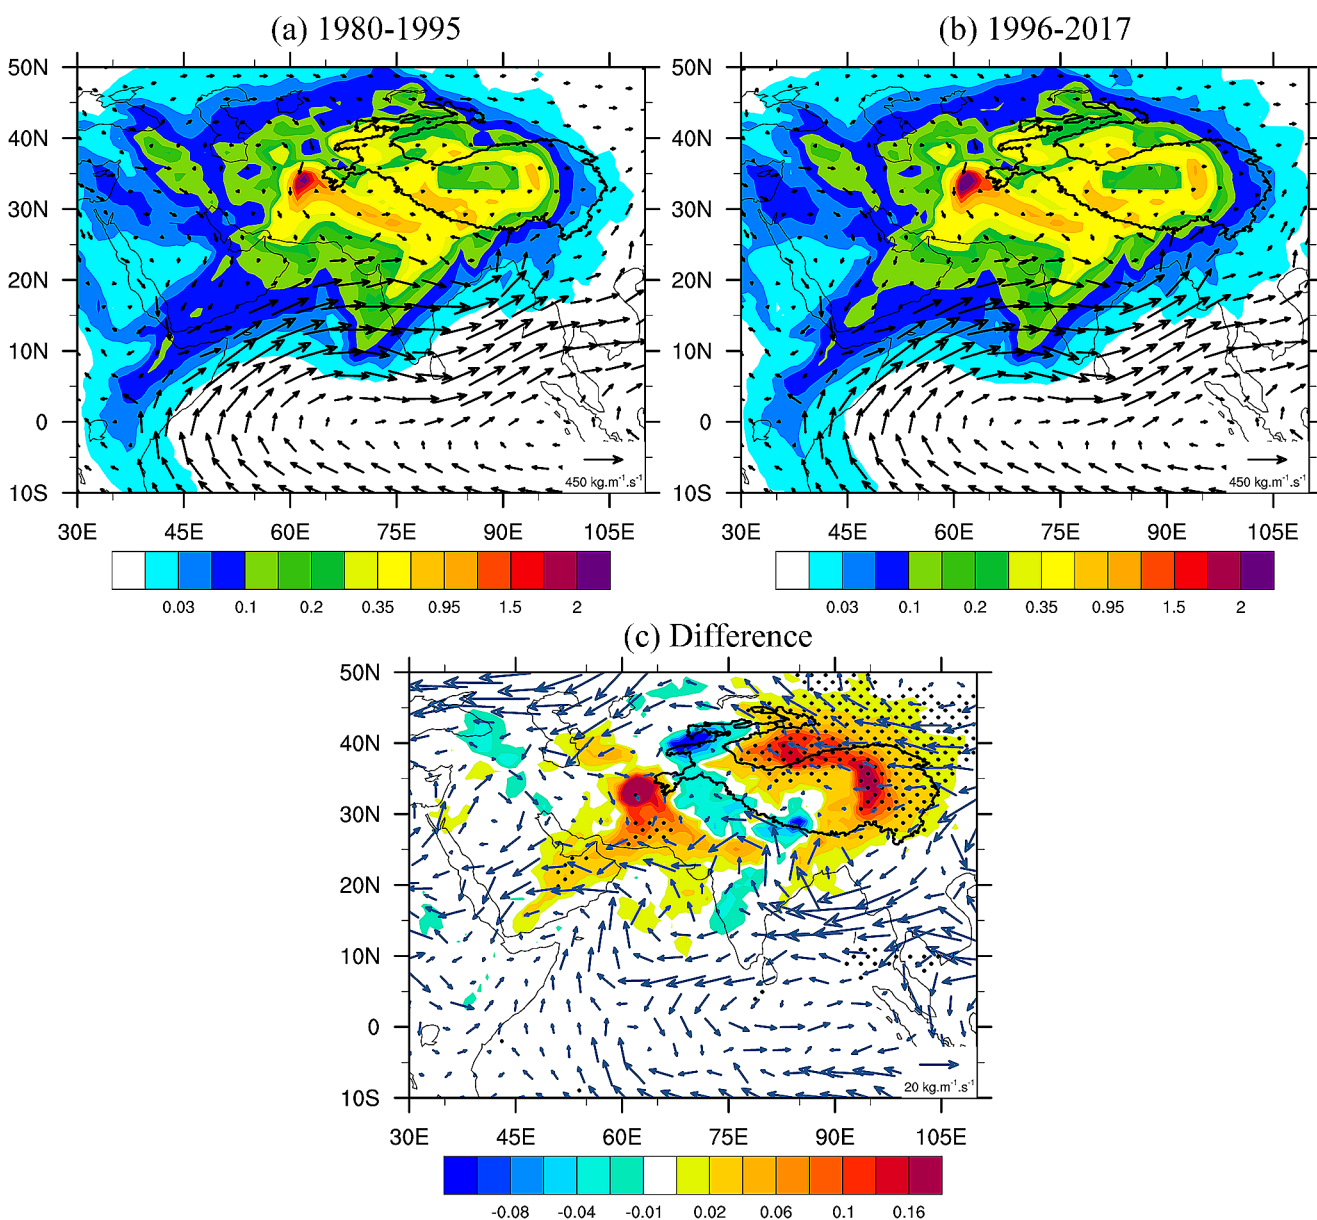 (a) 1980-1995
(b) 1996-2017
50N
40N
30N
20N
10N
0
10S
450 kg.m⁻¹.s⁻¹
30E 45E 60E 75E 90E 105E
0.03 0.1 0.2 0.35 0.95 1.5 2
50N
40N
30N
20N
10N
0
10S
450 kg.m⁻¹.s⁻¹
30E 45E 60E 75E 90E 105E
0.03 0.1 0.2 0.35 0.95 1.5 2
(c) Difference
50N
40N
30N
20N
10N
0
10S
20 kg.m⁻¹.s⁻¹
30E 45E 60E 75E 90E 105E
-0.08 -0.04 -0.01 0.02 0.06 0.1 0.16